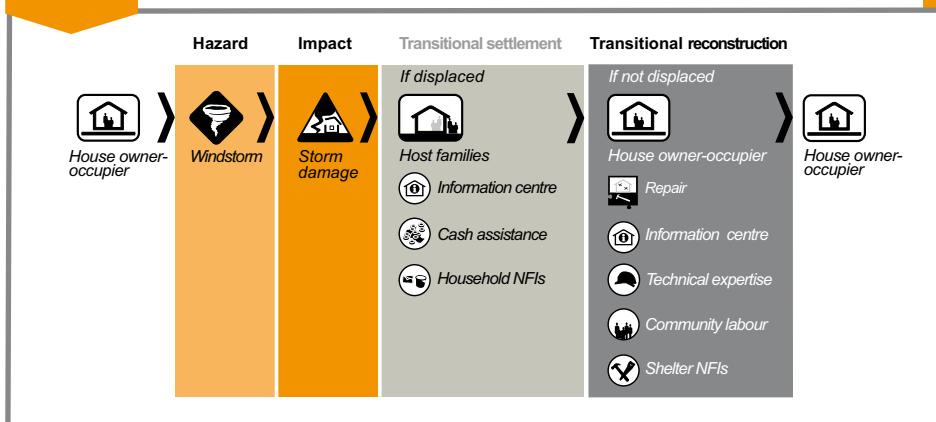 Hazard
Impact
Transitional settlement
Transitional reconstruction
House owner-
occupier
Windstorm
Storm
damage
If displaced
Host families
Information centre
Cash assistance
Household NFIs
If not displaced
House owner-occupier
Repair
Information centre
Technical expertise
Community labour
Shelter NFIs
House owner-
occupier